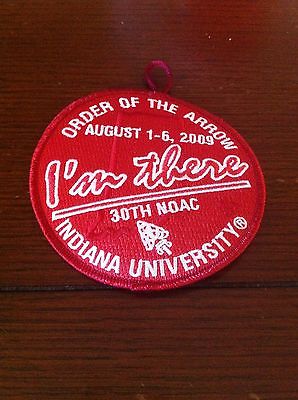 ORDER OF THE ARROW
AUGUST 1-6, 2009
I'm there
30TH NOAC
INDIANA UNIVERSITY®